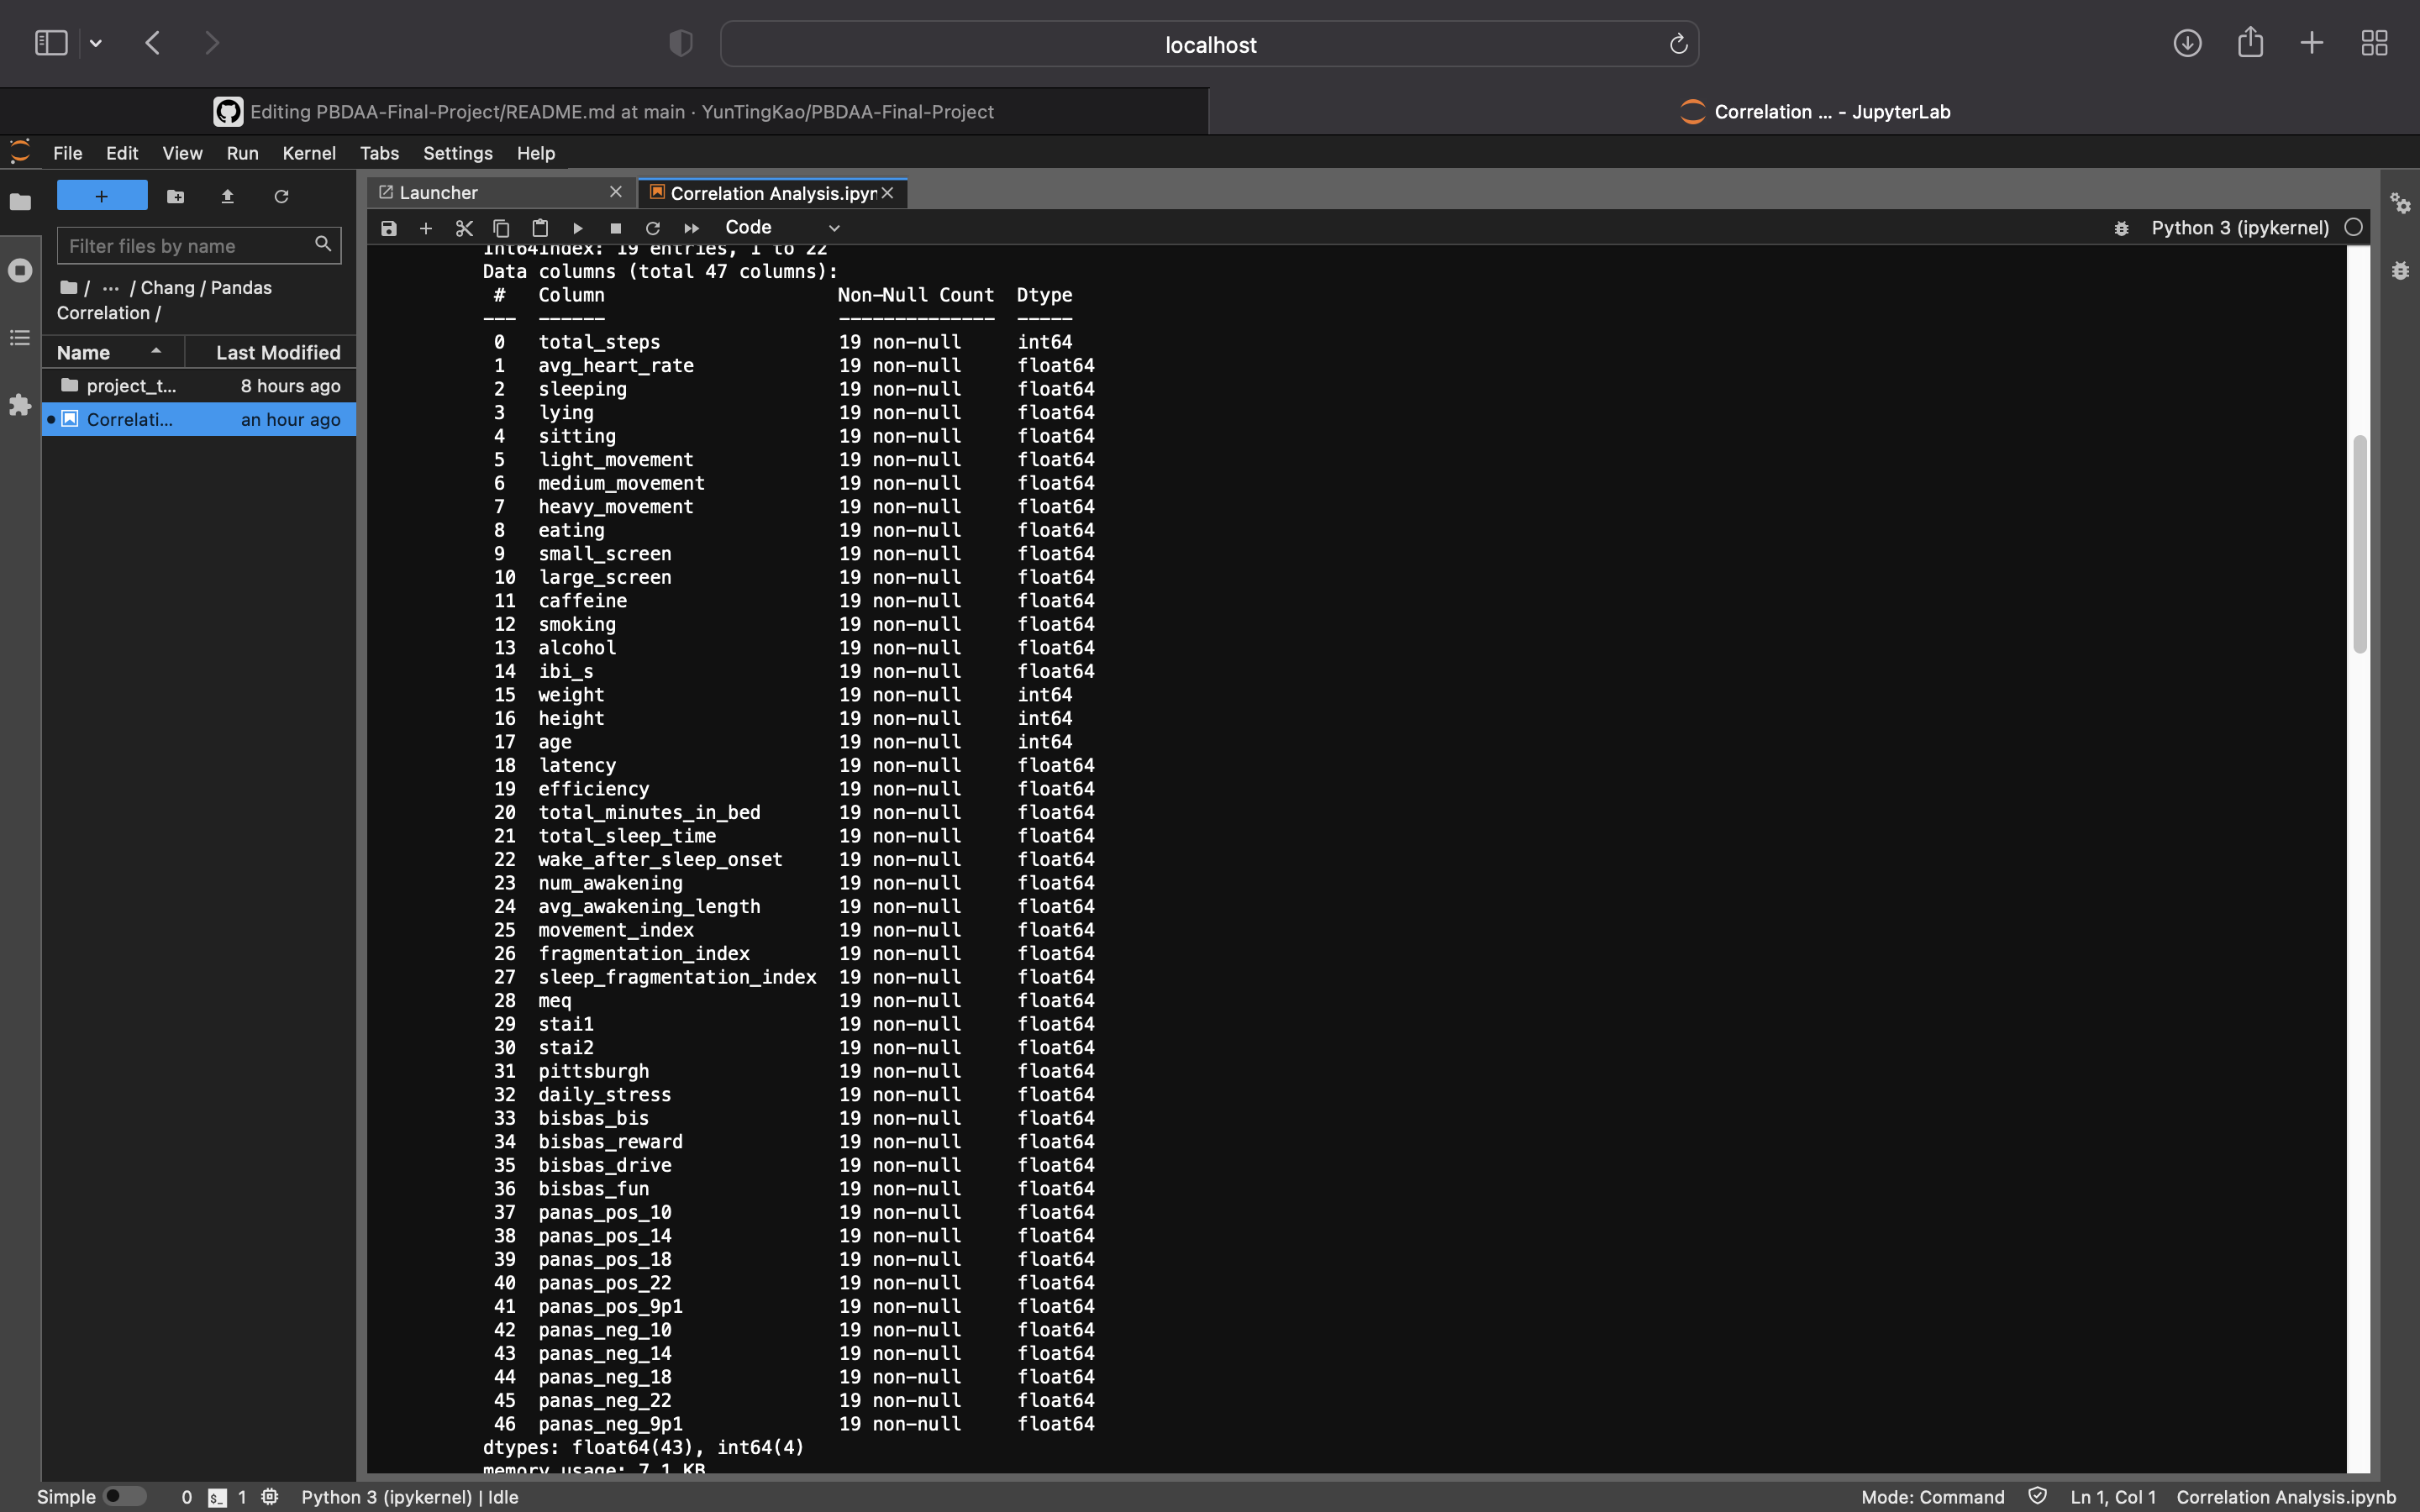 localhost
Editing PBDAA-Final-Project/README.md at main · YunTingKao/PBDAA-Final-Project
Correlation ... - JupyterLab
File Edit View Run Kernel Tabs Settings Help
Launcher
Correlation Analysis.ipyn
Code
Python 3 (ipykernel)
Filter files by name
/ ... / Chang / Pandas
Correlation /
Name Last Modified
project_t... 8 hours ago
Correlati... an hour ago
Int64Index: 19 entries, 1 to 22
Data columns (total 47 columns):
# Column Non-Null Count Dtype
--- ------ -------------- -----
0 total_steps 19 non-null int64
1 avg_heart_rate 19 non-null float64
2 sleeping 19 non-null float64
3 lying 19 non-null float64
4 sitting 19 non-null float64
5 light_movement 19 non-null float64
6 medium_movement 19 non-null float64
7 heavy_movement 19 non-null float64
8 eating 19 non-null float64
9 small_screen 19 non-null float64
10 large_screen 19 non-null float64
11 caffeine 19 non-null float64
12 smoking 19 non-null float64
13 alcohol 19 non-null float64
14 ibi_s 19 non-null float64
15 weight 19 non-null int64
16 height 19 non-null int64
17 age 19 non-null int64
18 latency 19 non-null float64
19 efficiency 19 non-null float64
20 total_minutes_in_bed 19 non-null float64
21 total_sleep_time 19 non-null float64
22 wake_after_sleep_onset 19 non-null float64
23 num_awakening 19 non-null float64
24 avg_awakening_length 19 non-null float64
25 movement_index 19 non-null float64
26 fragmentation_index 19 non-null float64
27 sleep_fragmentation_index 19 non-null float64
28 meq 19 non-null float64
29 stai1 19 non-null float64
30 stai2 19 non-null float64
31 pittsburgh 19 non-null float64
32 daily_stress 19 non-null float64
33 bisbas_bis 19 non-null float64
34 bisbas_reward 19 non-null float64
35 bisbas_drive 19 non-null float64
36 bisbas_fun 19 non-null float64
37 panas_pos_10 19 non-null float64
38 panas_pos_14 19 non-null float64
39 panas_pos_18 19 non-null float64
40 panas_pos_22 19 non-null float64
41 panas_pos_9p1 19 non-null float64
42 panas_neg_10 19 non-null float64
43 panas_neg_14 19 non-null float64
44 panas_neg_18 19 non-null float64
45 panas_neg_22 19 non-null float64
46 panas_neg_9p1 19 non-null float64
dtypes: float64(43), int64(4)
memory usage: 7.1 KB
Simple 0 $_ 1 Python 3 (ipykernel) | Idle Mode: Command Ln 1, Col 1 Correlation Analysis.ipynb